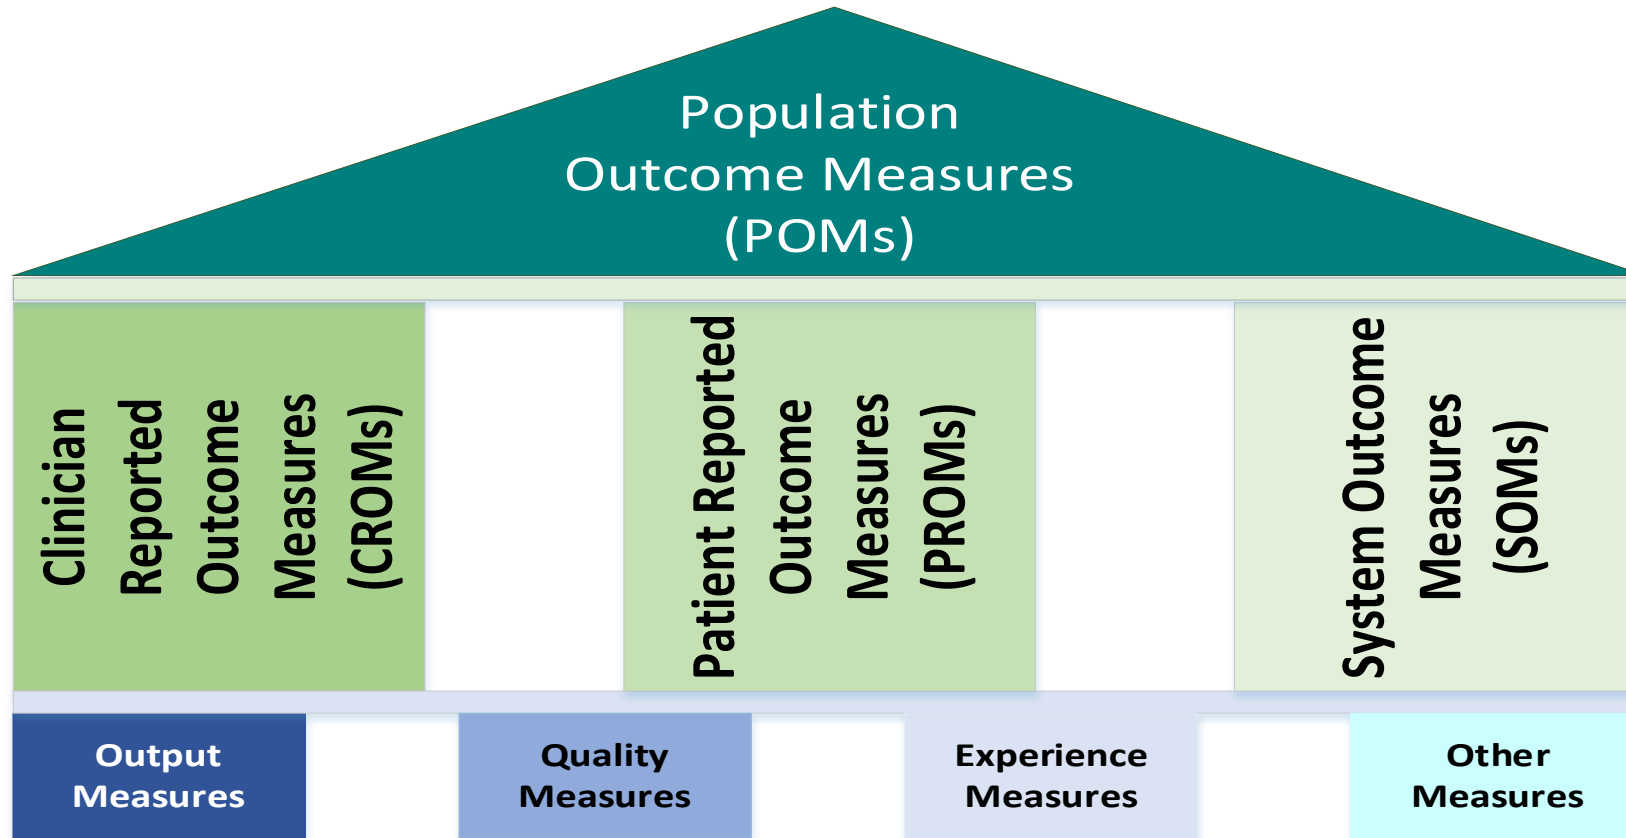 Population
Outcome Measures
(POMs)
Clinician
Reported
Outcome
Measures
(CROMs)
Patient Reported
Outcome
Measures
(PROMs)
System Outcome
Measures
(SOMs)
Output
Measures
Quality
Measures
Experience
Measures
Other
Measures